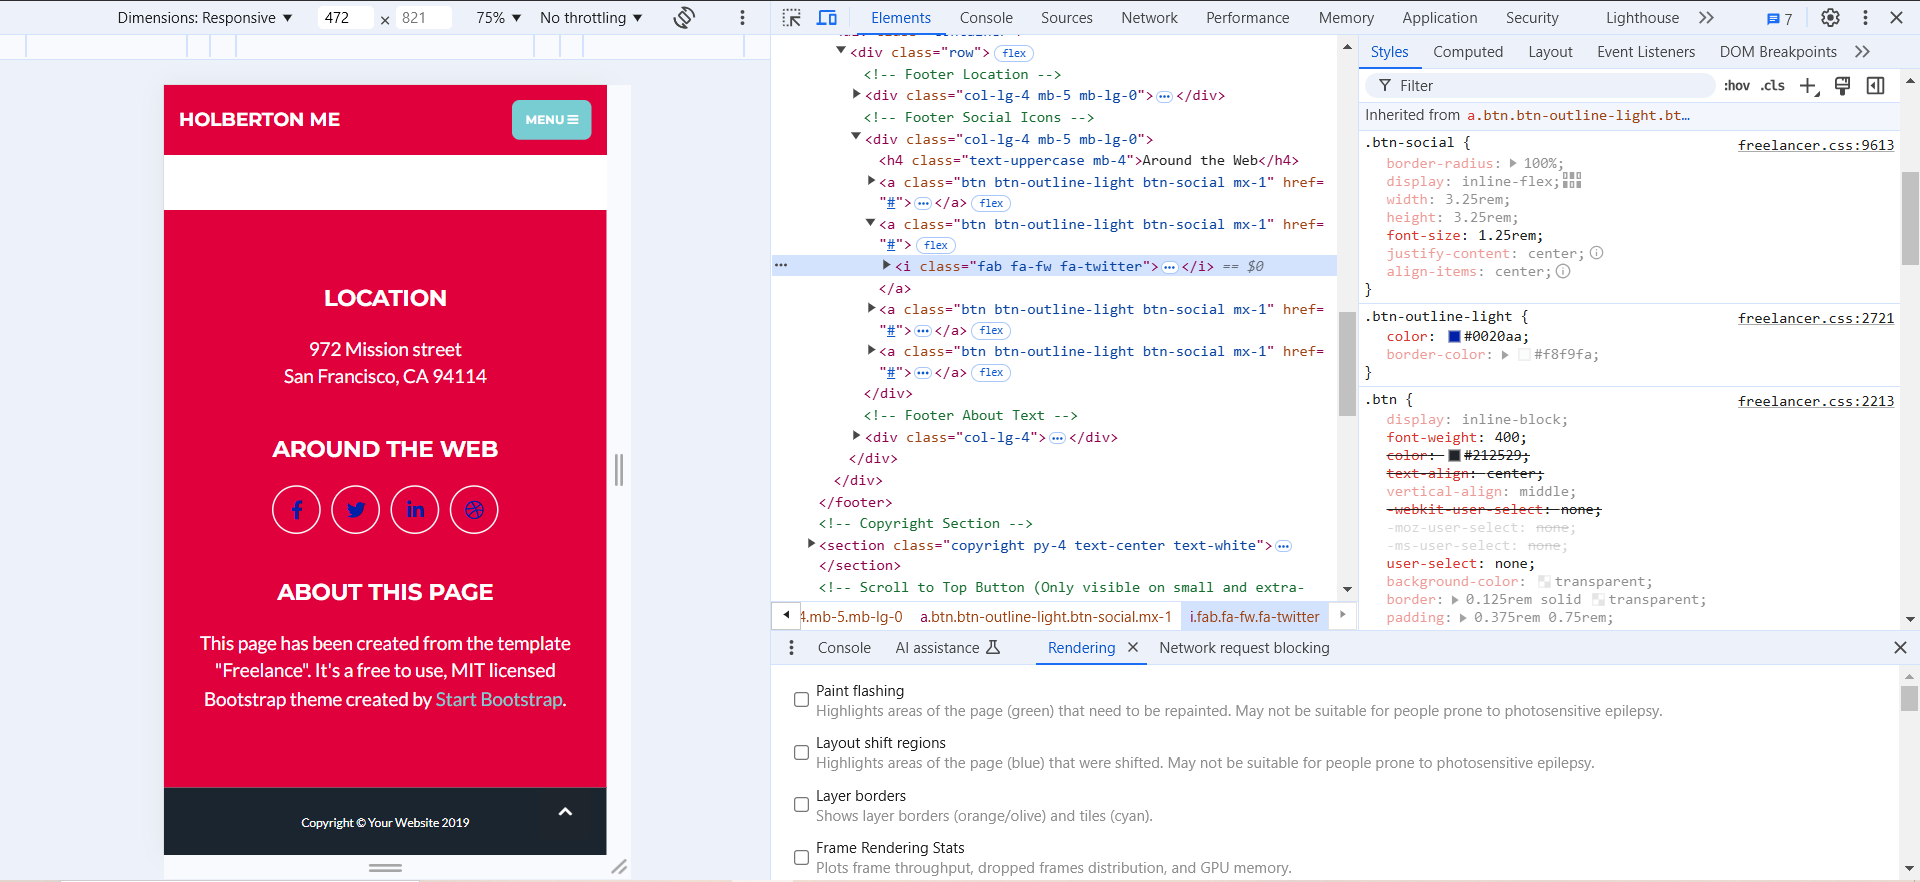 Dimensions: Responsive ▼ 472 × 821 75% ▼ No throttling ▼
HOLBERTON ME
MENU
LOCATION
972 Mission street
San Francisco, CA 94114
AROUND THE WEB
ABOUT THIS PAGE
This page has been created from the template
"Freelance". It's a free to use, MIT licensed
Bootstrap theme created by Start Bootstrap.
Copyright © Your Website 2019
Elements Console Sources Network Performance Memory Application Security Lighthouse 7
<div class="row"> flex
<!-- Footer Location -->
<div class="col-lg-4 mb-5 mb-lg-0">…</div>
<!-- Footer Social Icons -->
<div class="col-lg-4 mb-5 mb-lg-0">
<h4 class="text-uppercase mb-4">Around the Web</h4>
<a class="btn btn-outline-light btn-social mx-1" href=
"#">…</a> flex
<a class="btn btn-outline-light btn-social mx-1" href=
"#"> flex
… <i class="fab fa-fw fa-twitter">…</i> == $0
</a>
<a class="btn btn-outline-light btn-social mx-1" href=
"#">…</a> flex
<a class="btn btn-outline-light btn-social mx-1" href=
"#">…</a> flex
</div>
<!-- Footer About Text -->
<div class="col-lg-4">…</div>
</div>
</div>
</footer>
<!-- Copyright Section -->
<section class="copyright py-4 text-center text-white">…
</section>
<!-- Scroll to Top Button (Only visible on small and extra-
4.mb-5.mb-lg-0 a.btn.btn-outline-light.btn-social.mx-1 i.fab.fa-fw.fa-twitter
Styles Computed Layout Event Listeners DOM Breakpoints
Filter :hov .cls
Inherited from a.btn.btn-outline-light.bt…
.btn-social { freelancer.css:9613
border-radius: 100%;
display: inline-flex;
width: 3.25rem;
height: 3.25rem;
font-size: 1.25rem;
justify-content: center;
align-items: center;
}
.btn-outline-light { freelancer.css:2721
color: #0020aa;
border-color: #f8f9fa;
}
.btn { freelancer.css:2213
display: inline-block;
font-weight: 400;
color: #212529;
text-align: center;
vertical-align: middle;
-webkit-user-select: none;
-moz-user-select: none;
-ms-user-select: none;
user-select: none;
background-color: transparent;
border: 0.125rem solid transparent;
padding: 0.375rem 0.75rem;
Console AI assistance Rendering Network request blocking
Paint flashing
Highlights areas of the page (green) that need to be repainted. May not be suitable for people prone to photosensitive epilepsy.
Layout shift regions
Highlights areas of the page (blue) that were shifted. May not be suitable for people prone to photosensitive epilepsy.
Layer borders
Shows layer borders (orange/olive) and tiles (cyan).
Frame Rendering Stats
Plots frame throughput, dropped frames distribution, and GPU memory.